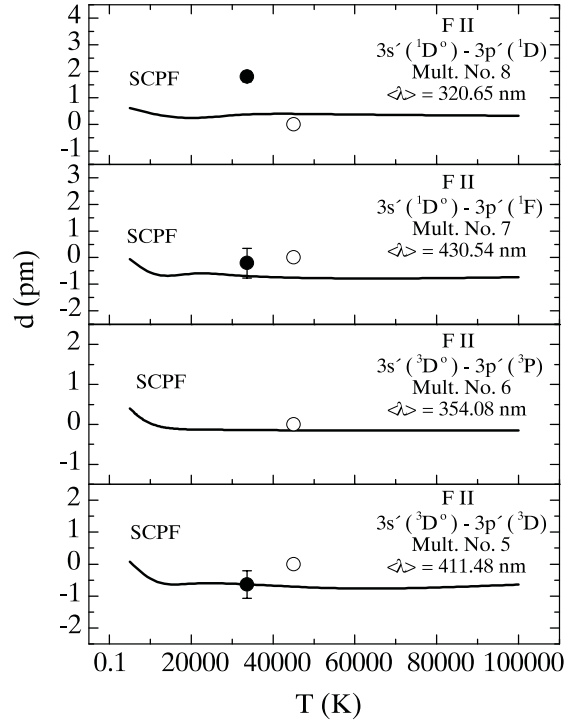 4
3
2
1
0
-1
SCPF
F II
3s´(¹Dº) - 3p´(¹D)
Mult. No. 8
<λ> = 320.65 nm
3
2
1
0
-1
-2
SCPF
F II
3s´(¹Dº) - 3p´(¹F)
Mult. No. 7
<λ> = 430.54 nm
2
1
0
-1
SCPF
F II
3s´(³Dº) - 3p´(³P)
Mult. No. 6
<λ> = 354.08 nm
2
1
0
-1
-2
SCPF
F II
3s´(³Dº) - 3p´(³D)
Mult. No. 5
<λ> = 411.48 nm
d (pm)
0.1 20000 40000 60000 80000 100000
T (K)